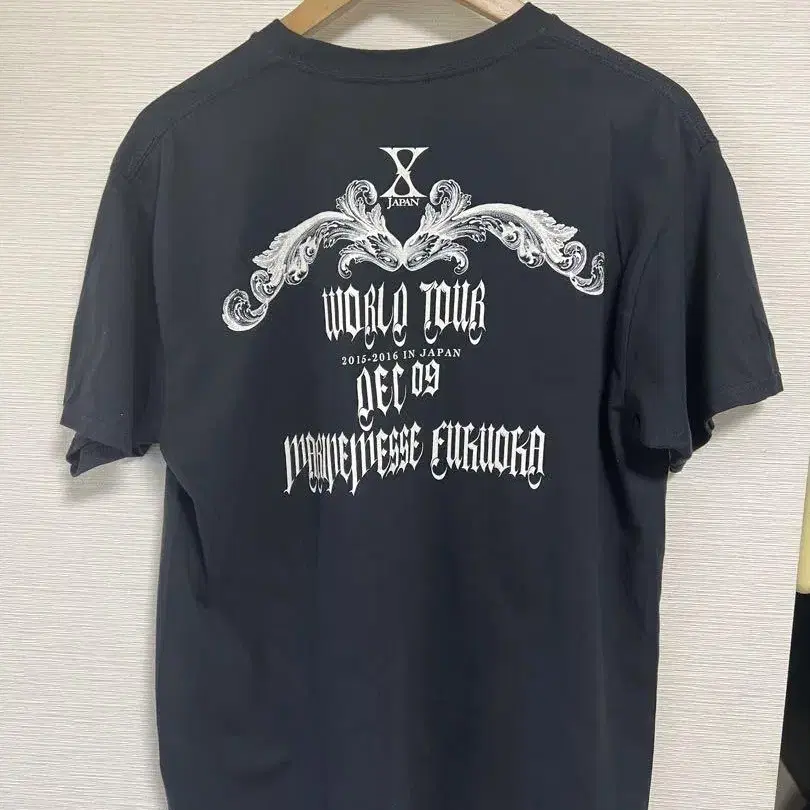 X
JAPAN
WORLD TOUR
2015-2016 IN JAPAN
DEC 09
MARINEMESSE FUKUOKA